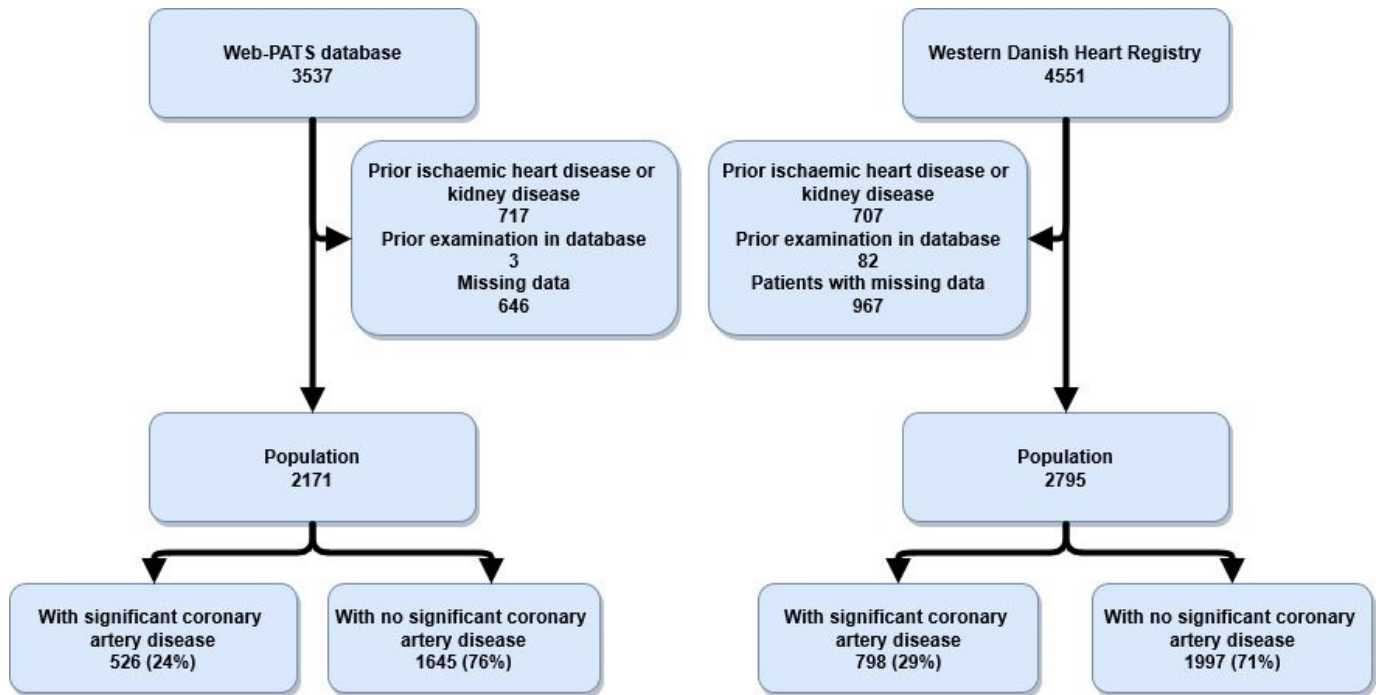 Web-PATS database
3537
Western Danish Heart Registry
4551
Prior ischaemic heart disease or
kidney disease
717
Prior examination in database
3
Missing data
646
Prior ischaemic heart disease or
kidney disease
707
Prior examination in database
82
Patients with missing data
967
Population
2171
Population
2795
With significant coronary
artery disease
526 (24%)
With no significant coronary
artery disease
1645 (76%)
With significant coronary
artery disease
798 (29%)
With no significant coronary
artery disease
1997 (71%)